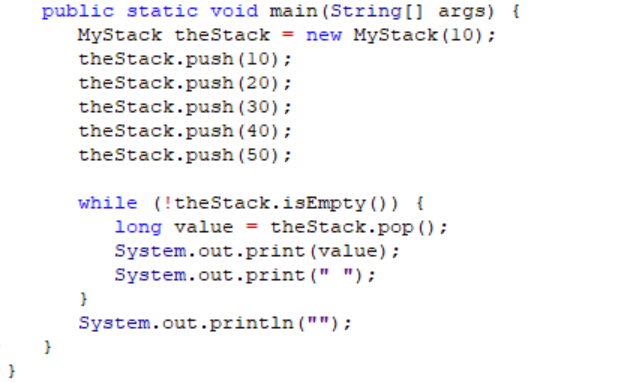 public static void main(String[] args) {
MyStack theStack = new MyStack(10);
theStack.push(10);
theStack.push(20);
theStack.push(30);
theStack.push(40);
theStack.push(50);
while (!theStack.isEmpty()) {
long value = theStack.pop();
System.out.print(value);
System.out.print(" ");
}
System.out.println("");
}
}